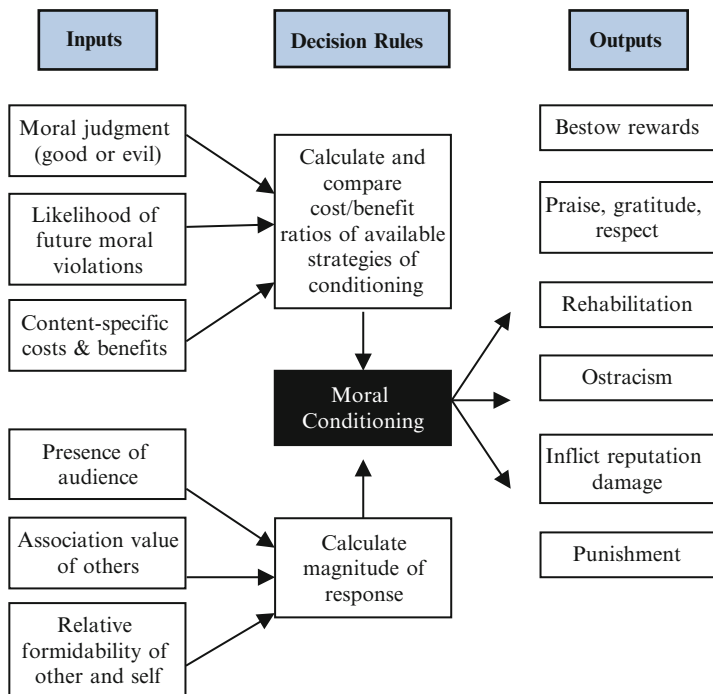 Inputs
Decision Rules
Outputs
Moral judgment
(good or evil)
Likelihood of
future moral
violations
Content-specific
costs & benefits
Presence of
audience
Association value
of others
Relative
formidability of
other and self
Calculate and
compare
cost/benefit
ratios of available
strategies of
conditioning
Moral
Conditioning
Calculate
magnitude of
response
Bestow rewards
Praise, gratitude,
respect
Rehabilitation
Ostracism
Inflict reputation
damage
Punishment